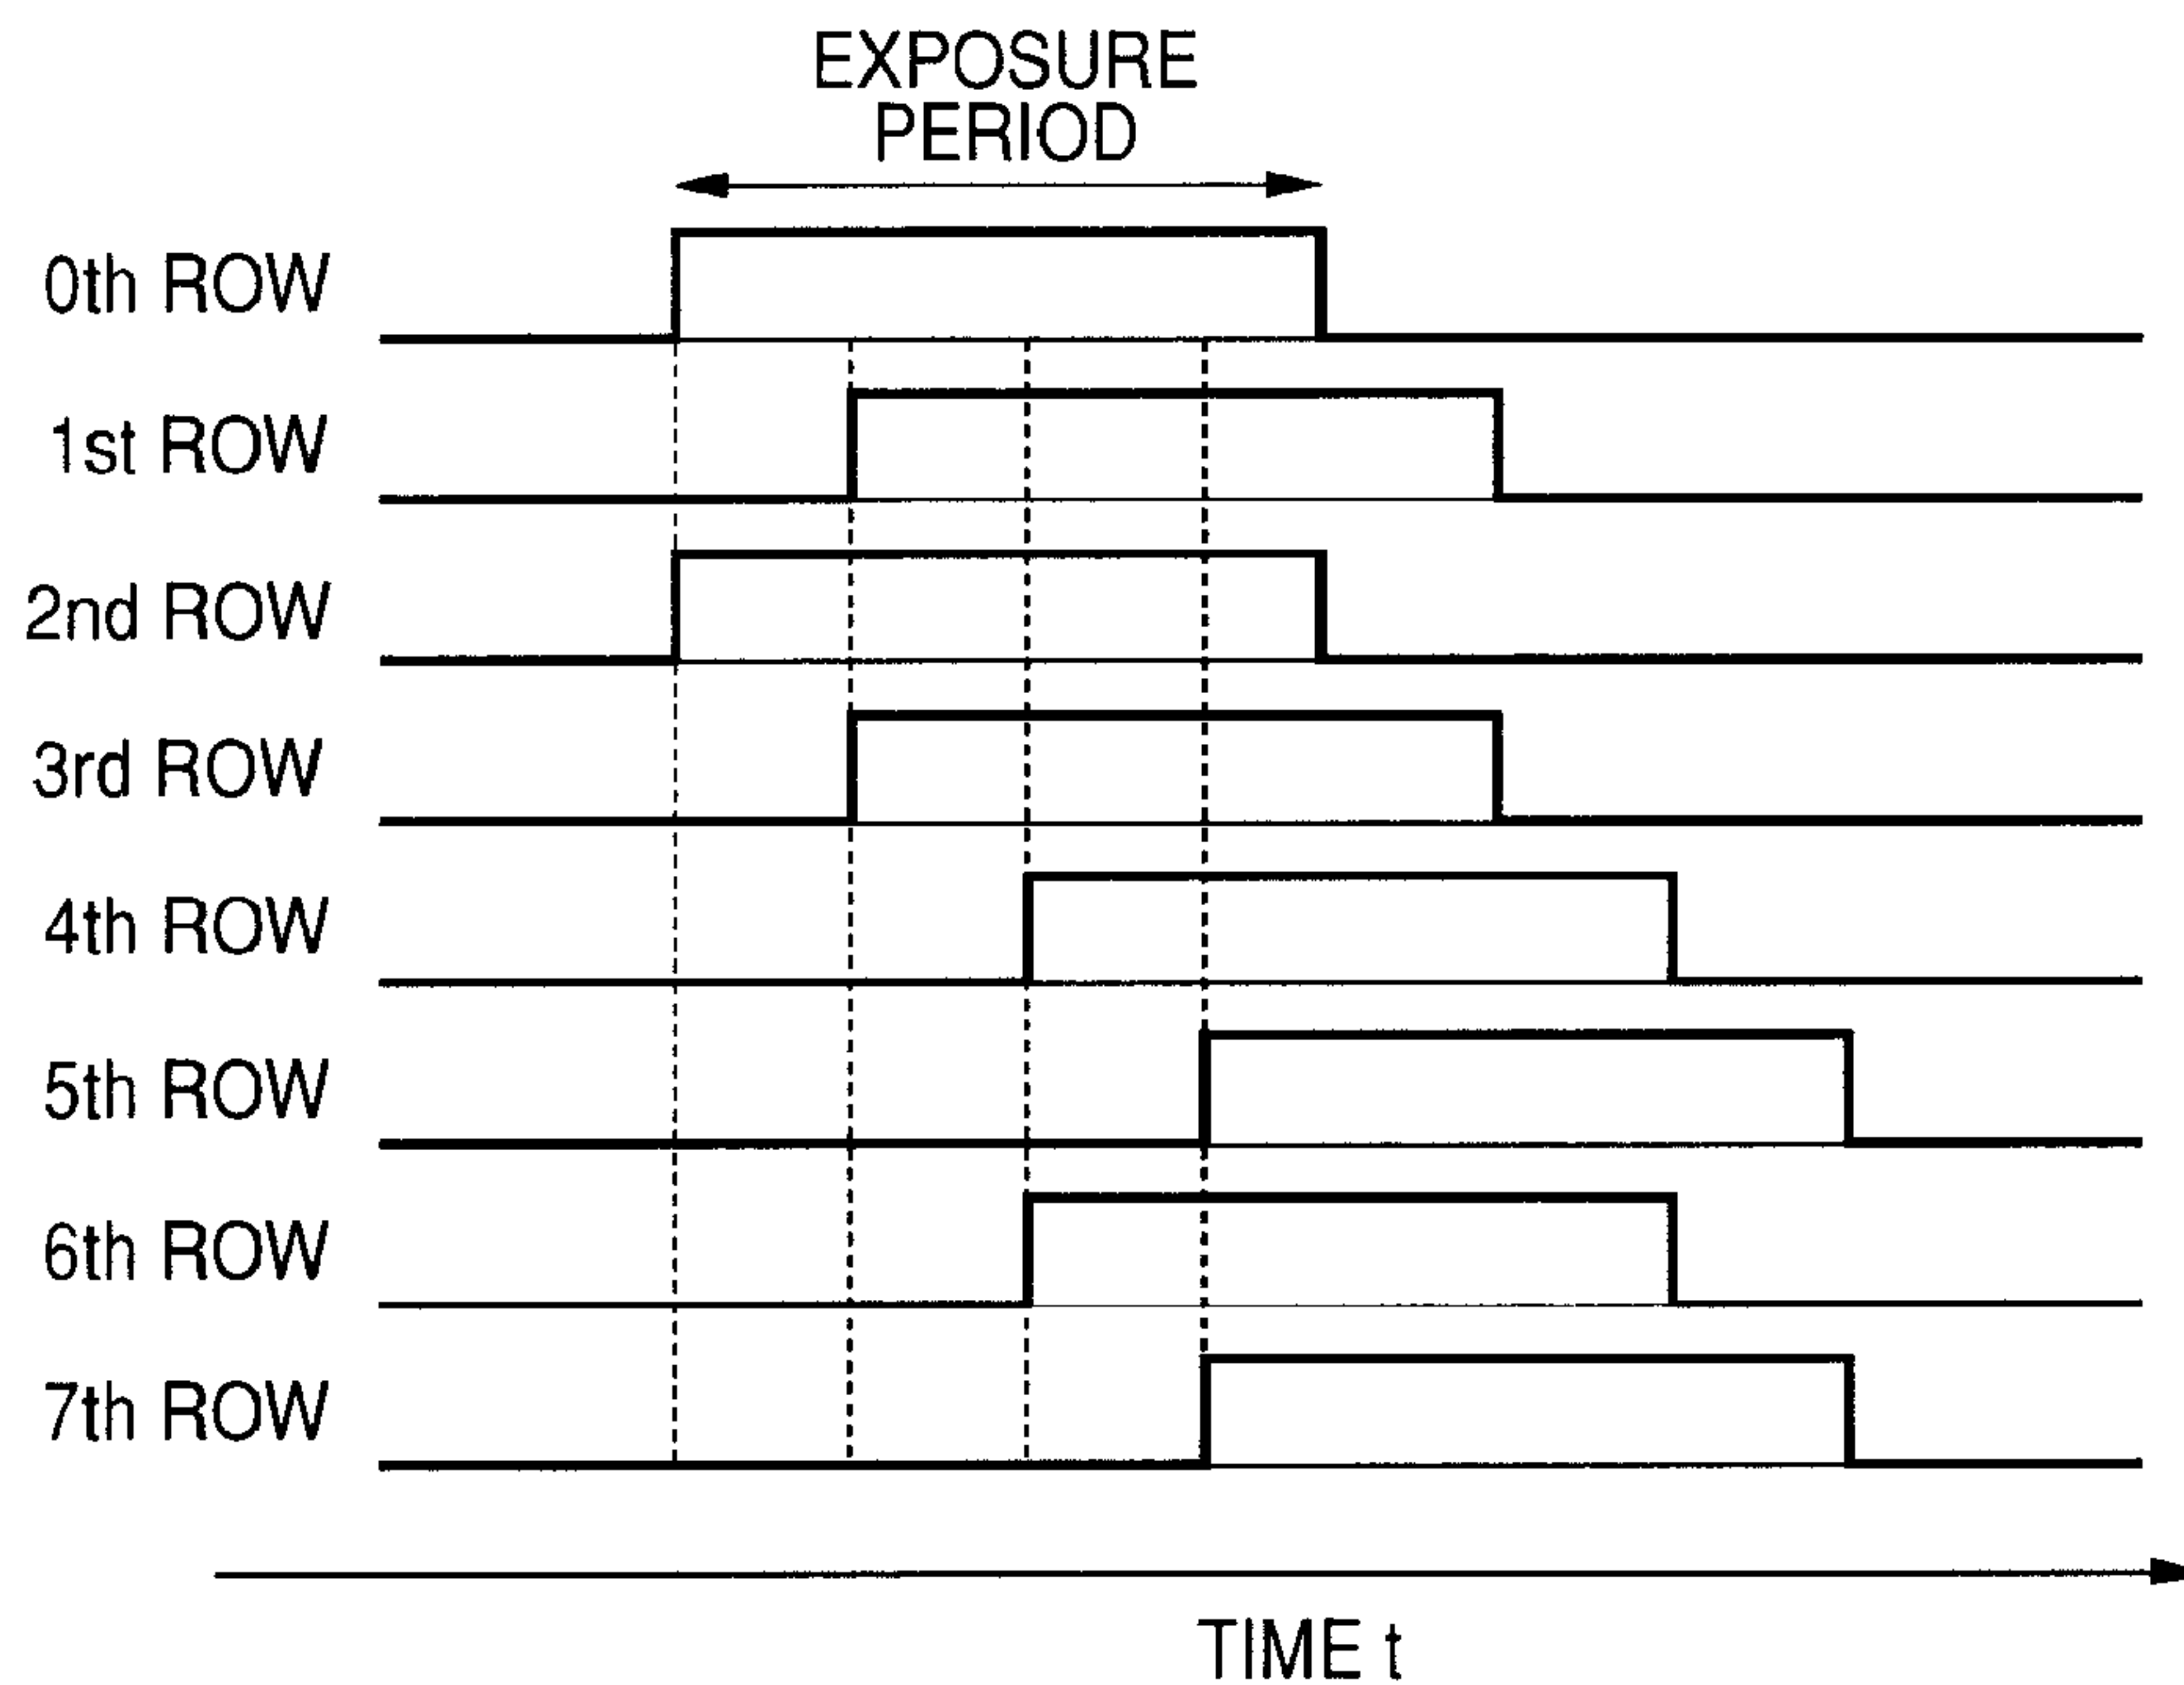 EXPOSURE
PERIOD
0th ROW
1st ROW
2nd ROW
3rd ROW
4th ROW
5th ROW
6th ROW
7th ROW
TIME t